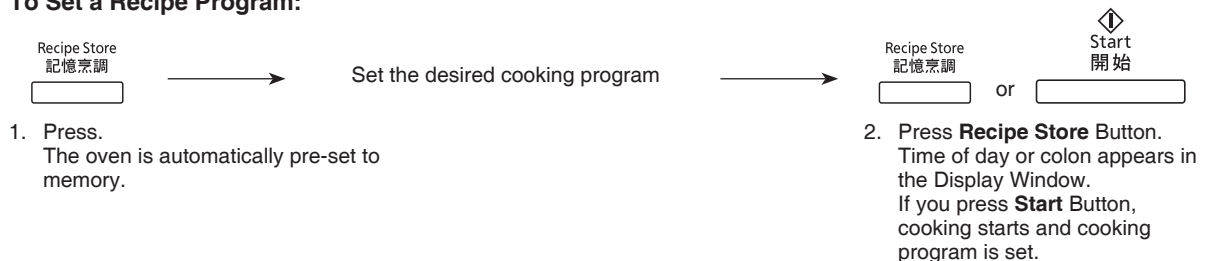 To Set a Recipe Program:
Recipe Store
記憶烹調
Set the desired cooking program
Recipe Store
記憶烹調
or
Start
開始
1. Press.
The oven is automatically pre-set to
memory.
2. Press Recipe Store Button.
Time of day or colon appears in
the Display Window.
If you press Start Button,
cooking starts and cooking
program is set.